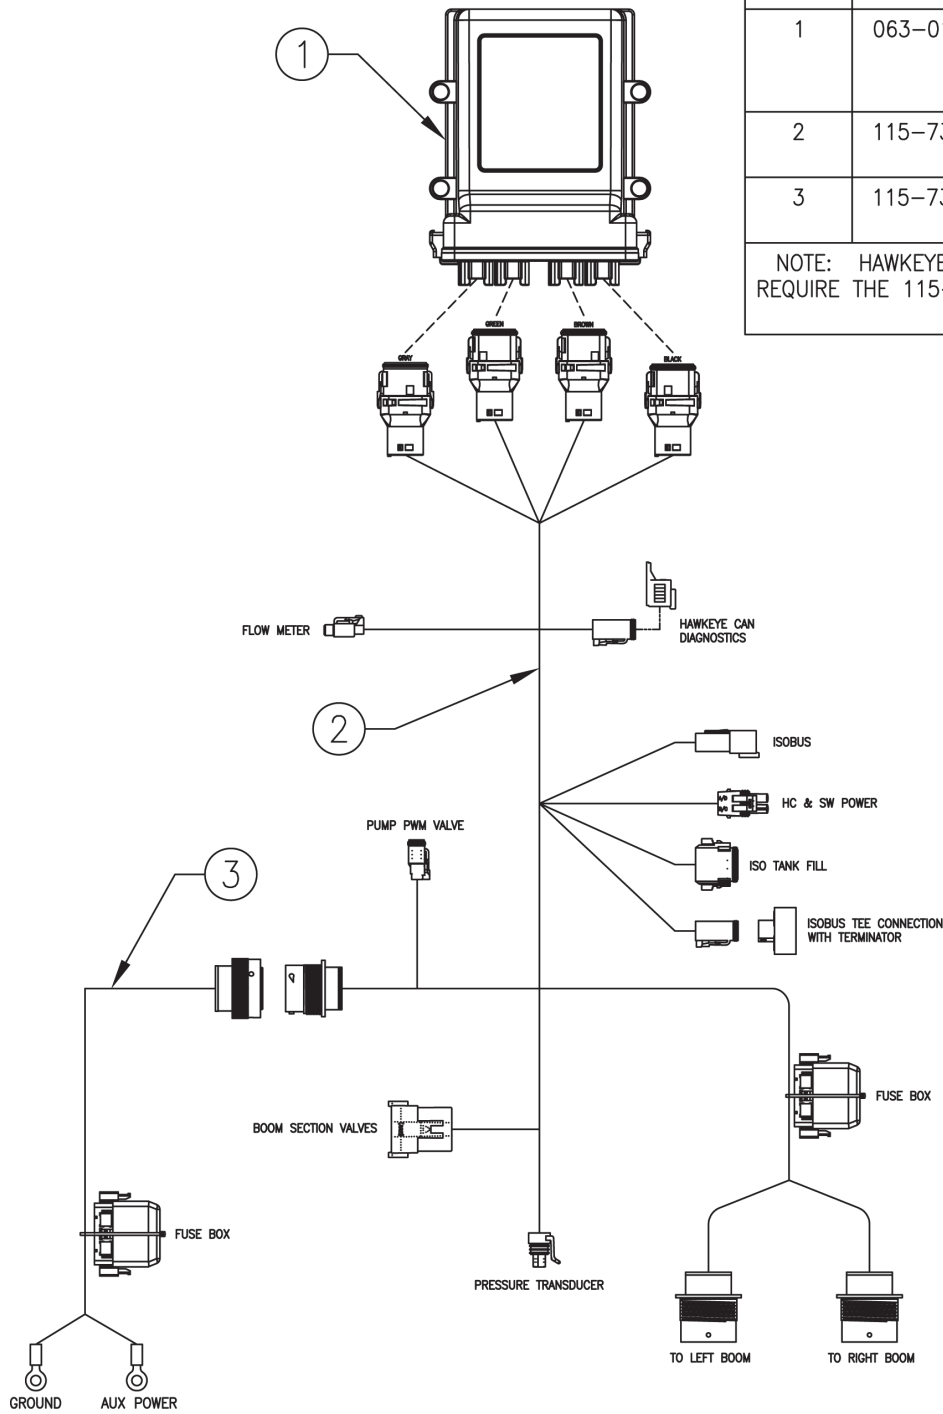 1
1 063-0
2 115-7
3 115-7
NOTE: HAWKEYE
REQUIRE THE 115-
GREEN
BROWN
GRAY
BLACK
FLOW METER
HAWKEYE CAN
DIAGNOSTICS
2
ISOBUS
HC & SW POWER
PUMP PWM VALVE
ISO TANK FILL
3
ISOBUS TEE CONNECTION
WITH TERMINATOR
FUSE BOX
BOOM SECTION VALVES
FUSE BOX
PRESSURE TRANSDUCER
TO LEFT BOOM
TO RIGHT BOOM
GROUND
AUX POWER